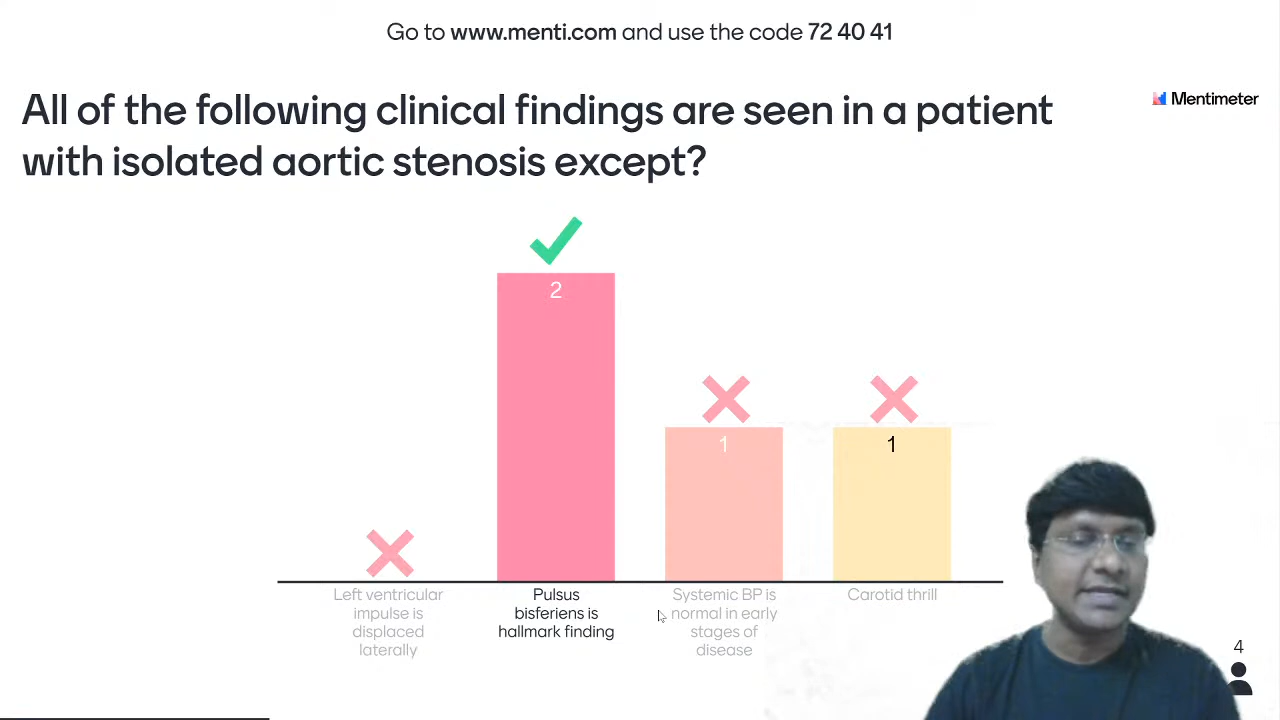 Go to www.menti.com and use the code 72 40 41
Mentimeter
All of the following clinical findings are seen in a patient
with isolated aortic stenosis except?
2
1
1
Left ventricular
impulse is
displaced
laterally
Pulsus
bisferiens is
hallmark finding
Systemic BP is
normal in early
stages of
disease
Carotid thrill
4